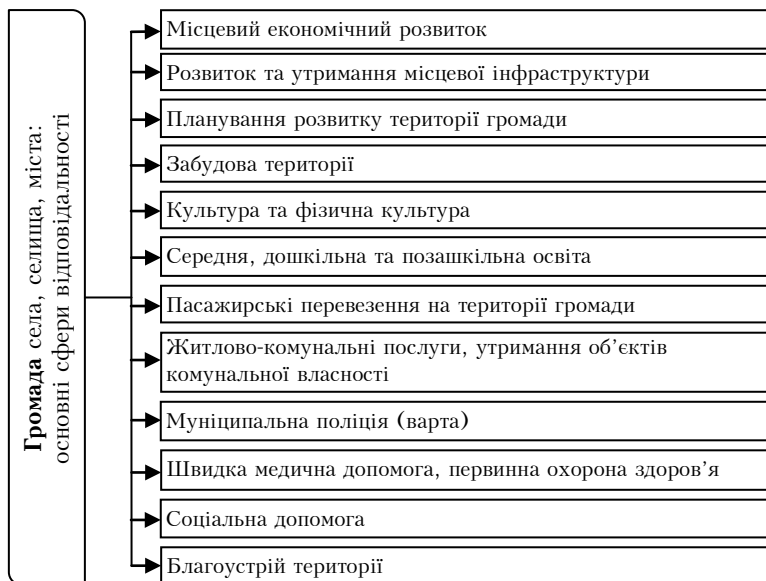 Громада села, селища, міста:
основні сфери відповідальності
Місцевий економічний розвиток
Розвиток та утримання місцевої інфраструктури
Планування розвитку території громади
Забудова території
Культура та фізична культура
Середня, дошкільна та позашкільна освіта
Пасажирські перевезення на території громади
Житлово-комунальні послуги, утримання об’єктів
комунальної власності
Муніципальна поліція (варта)
Швидка медична допомога, первинна охорона здоров’я
Соціальна допомога
Благоустрій території